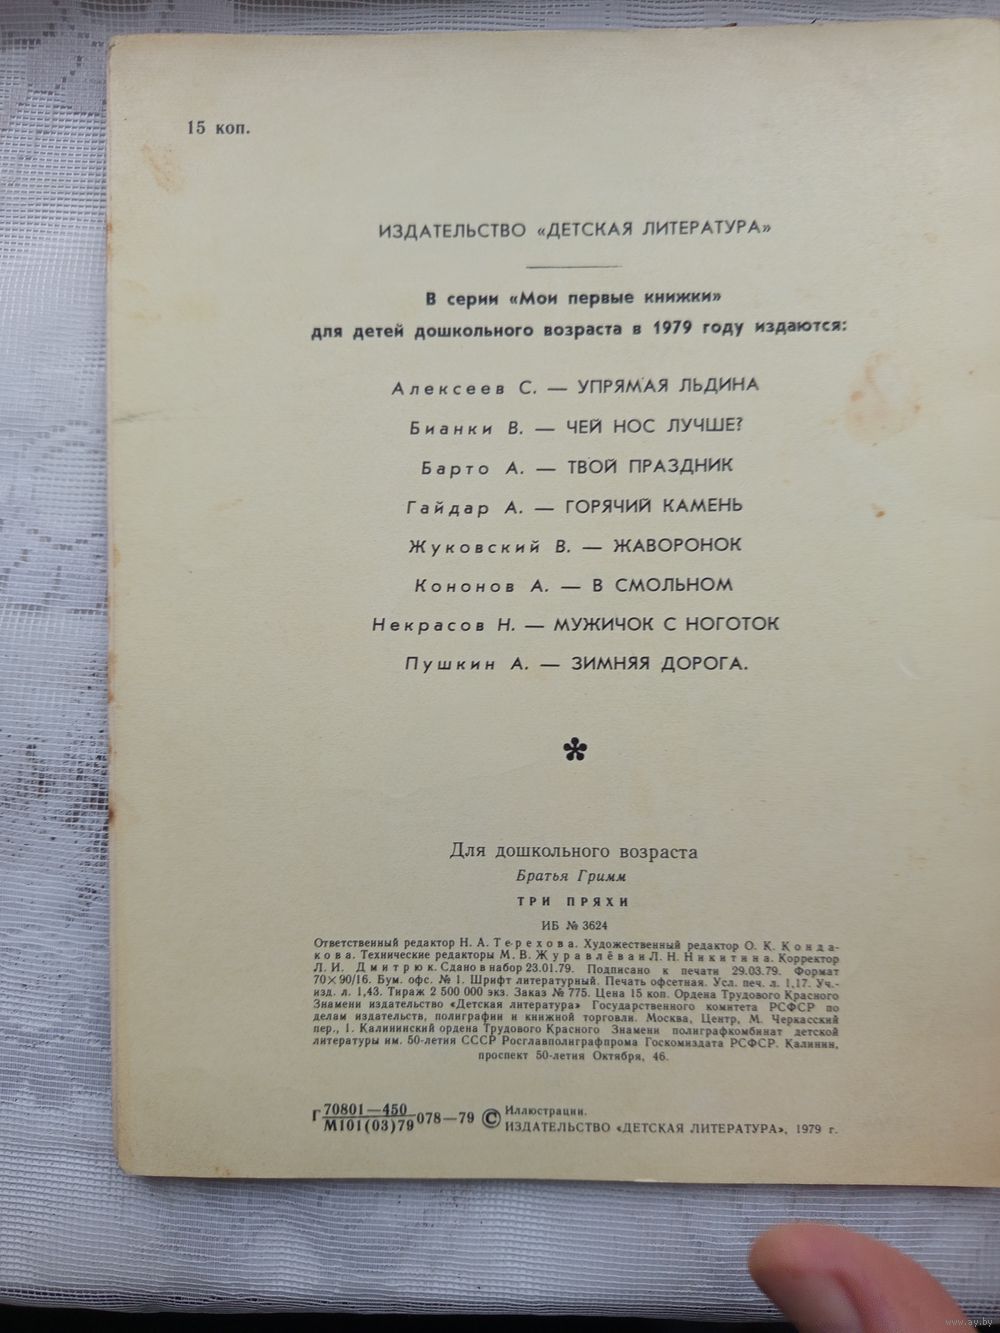 15 коп.
ИЗДАТЕЛЬСТВО «ДЕТСКАЯ ЛИТЕРАТУРА»
В серии «Мои первые книжки»
для детей дошкольного возраста в 1979 году издаются:
Алексеев С. — УПРЯМАЯ ЛЬДИНА
Бианки В. — ЧЕЙ НОС ЛУЧШЕ?
Барто А. — ТВОЙ ПРАЗДНИК
Гайдар А. — ГОРЯЧИЙ КАМЕНЬ
Жуковский В. — ЖАВОРОНОК
Кононов А. — В СМОЛЬНОМ
Некрасов Н. — МУЖИЧОК С НОГОТОК
Пушкин А. — ЗИМНЯЯ ДОРОГА.
*
Для дошкольного возраста
Братья Гримм
ТРИ ПРЯХИ
ИБ № 3624
Ответственный редактор Н. А. Терехова. Художественный редактор О. К. Конда-
кова. Технические редакторы М. В. Журавлёва и Л. Н. Никитина. Корректор
Л. И. Дмитрюк. Сдано в набор 23.01.79. Подписано к печати 29.03.79. Формат
70×90/16. Бум. офс. № 1. Шрифт литературный. Печать офсетная. Усл. печ. л. 1,17. Уч.-
изд. л. 1,43. Тираж 2 500 000 экз. Заказ № 775. Цена 15 коп. Ордена Трудового Красного
Знамени издательство «Детская литература» Государственного комитета РСФСР по
делам издательств, полиграфии и книжной торговли. Москва, Центр, М. Черкасский
пер., 1. Калининский ордена Трудового Красного Знамени полиграфкомбинат детской
литературы им. 50-летия СССР Росглавполиграфпрома Госкомиздата РСФСР. Калинин,
проспект 50-летия Октября, 46.
Г 70801—450
М101(03)79 078—79 © Иллюстрации.
ИЗДАТЕЛЬСТВО «ДЕТСКАЯ ЛИТЕРАТУРА», 1979 г.
www.ay.by